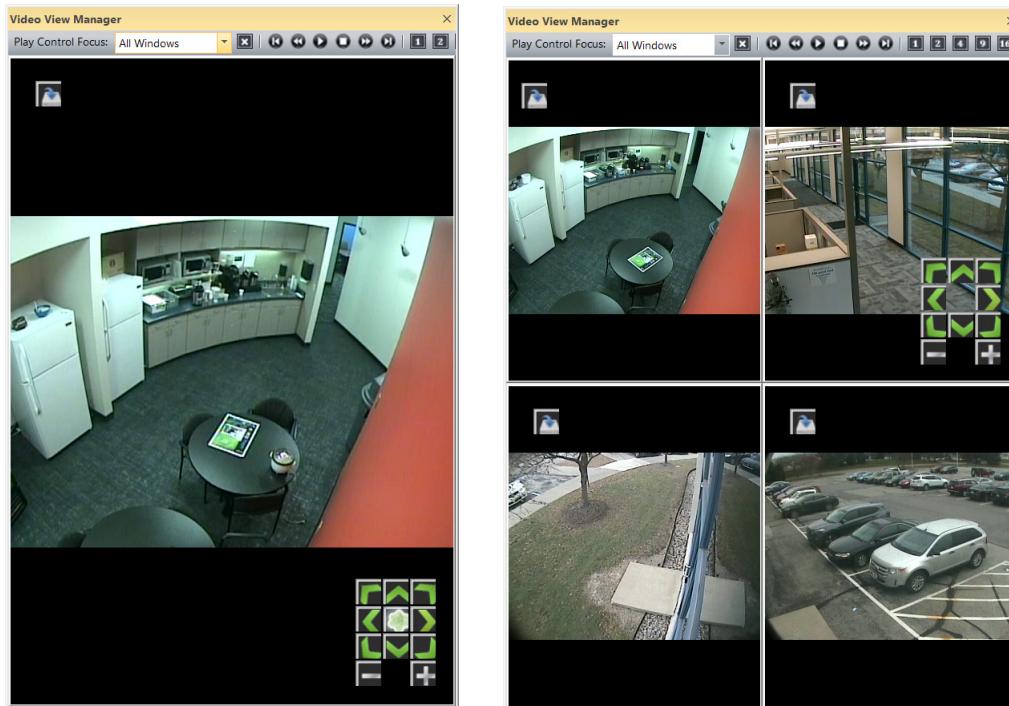 Video View Manager
Play Control Focus: All Windows 1 2
Video View Manager
Play Control Focus: All Windows 1 2 4 9 16